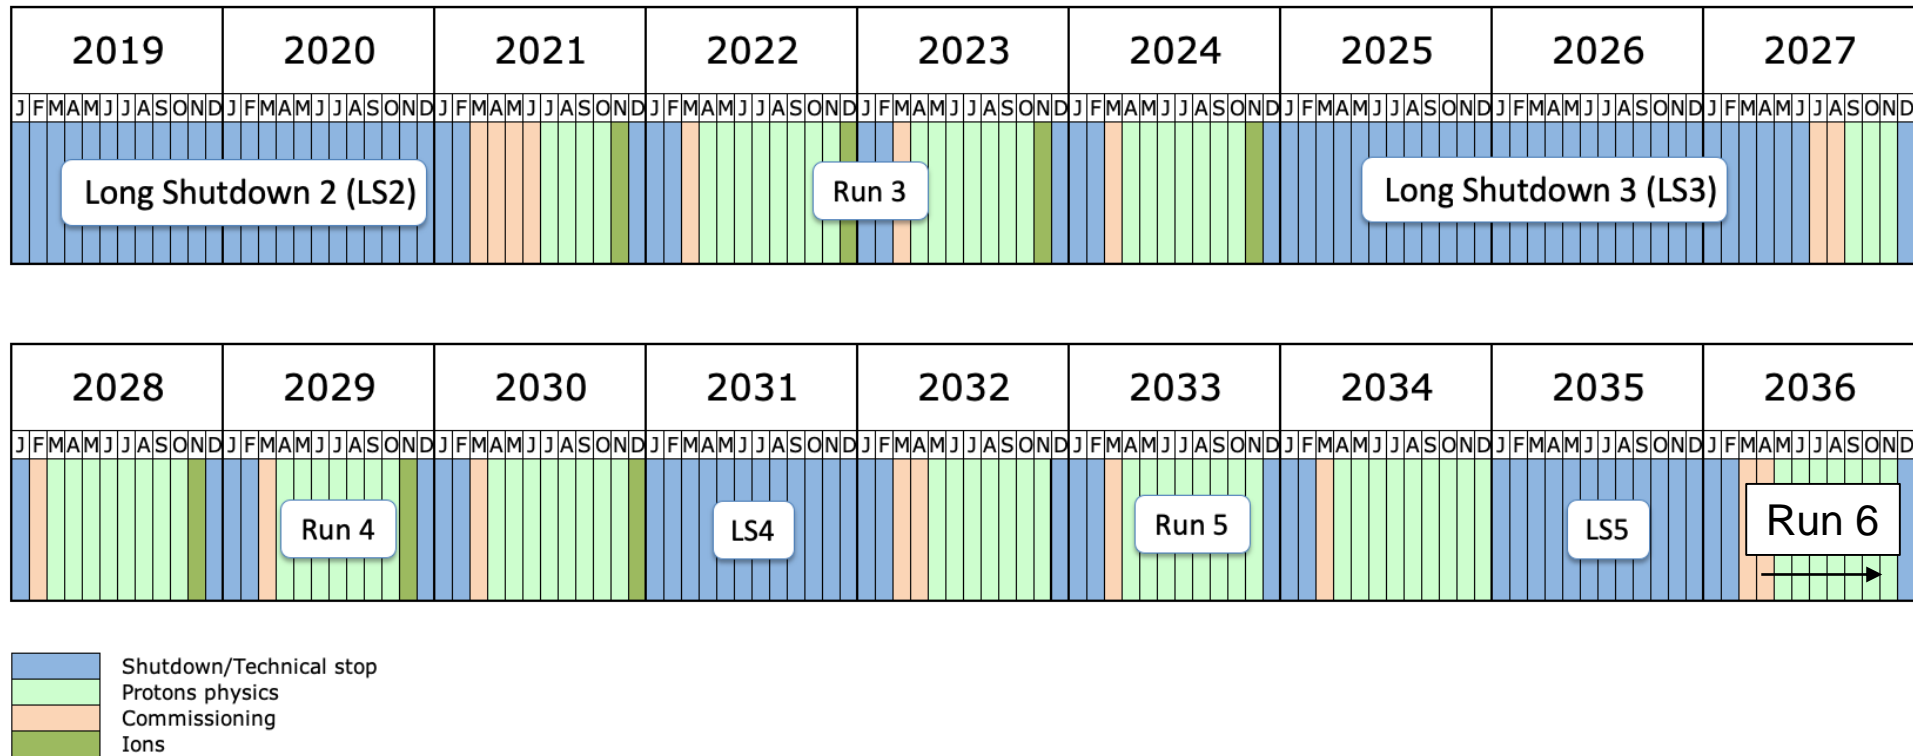 2019 2020 2021 2022 2023 2024 2025 2026 2027
J F M A M J J A S O N D J F M A M J J A S O N D J F M A M J J A S O N D J F M A M J J A S O N D J F M A M J J A S O N D J F M A M J J A S O N D J F M A M J J A S O N D J F M A M J J A S O N D J F M A M J J A S O N D
Long Shutdown 2 (LS2) Run 3 Long Shutdown 3 (LS3)
2028 2029 2030 2031 2032 2033 2034 2035 2036
J F M A M J J A S O N D J F M A M J J A S O N D J F M A M J J A S O N D J F M A M J J A S O N D J F M A M J J A S O N D J F M A M J J A S O N D J F M A M J J A S O N D J F M A M J J A S O N D J F M A M J J A S O N D
Run 4 LS4 Run 5 LS5 Run 6
Shutdown/Technical stop
Protons physics
Commissioning
Ions